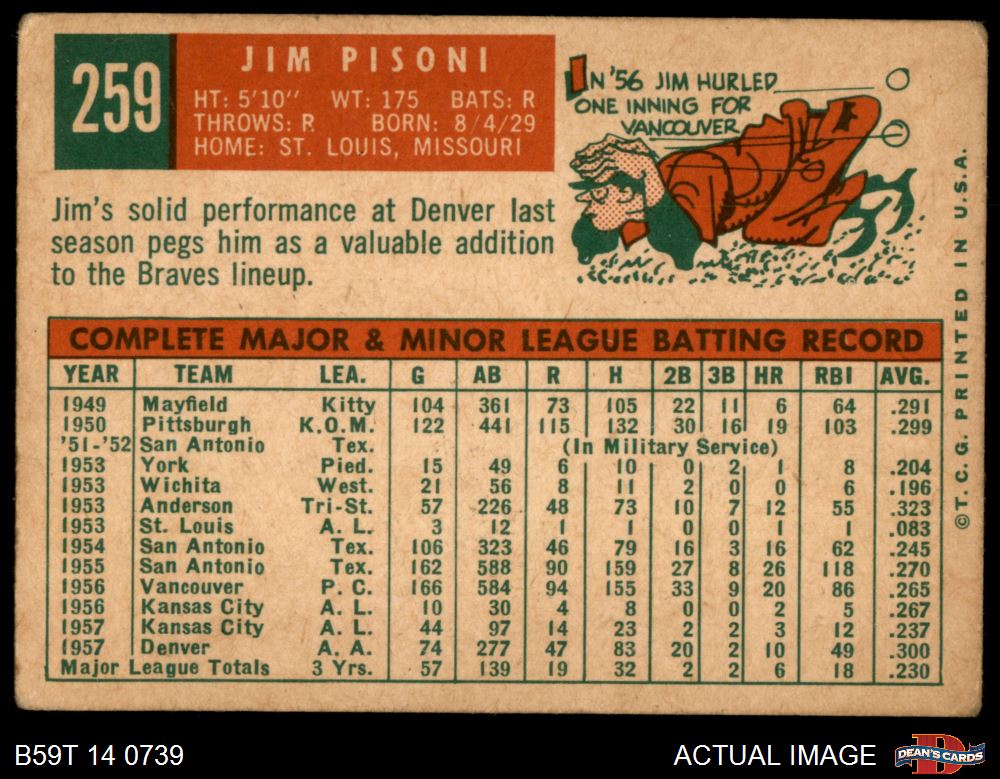 259
JIM PISONI
HT: 5'10" WT: 175 BATS: R
THROWS: R BORN: 8/4/29
HOME: ST. LOUIS, MISSOURI
IN '56 JIM HURLED
ONE INNING FOR
VANCOUVER
Jim's solid performance at Denver last
season pegs him as a valuable addition
to the Braves lineup.
COMPLETE MAJOR & MINOR LEAGUE BATTING RECORD
YEAR TEAM LEA. G AB R H 2B 3B HR RBI AVG.
1949 Mayfield Kitty 104 361 73 105 22 11 6 64 .291
1950 Pittsburgh K.O.M. 122 441 115 132 30 16 19 103 .299
'51-'52 San Antonio Tex. (In Military Service)
1953 York Pied. 15 49 6 10 0 2 1 8 .204
1953 Wichita West. 21 56 8 11 2 0 0 6 .196
1953 Anderson Tri-St. 57 226 48 73 10 7 12 55 .323
1953 St. Louis A. L. 3 12 1 1 0 0 1 1 .083
1954 San Antonio Tex. 106 323 46 79 16 3 16 62 .245
1955 San Antonio Tex. 162 588 90 159 27 8 26 118 .270
1956 Vancouver P. C. 166 584 94 155 33 9 20 86 .265
1956 Kansas City A. L. 10 30 4 8 0 0 2 5 .267
1957 Kansas City A. L. 44 97 14 23 2 2 3 12 .237
1957 Denver A. A. 74 277 47 83 20 2 10 49 .300
Major League Totals 3 Yrs. 57 139 19 32 2 2 6 18 .230
©T.C.G. PRINTED IN U.S.A.
B59T 14 0739
ACTUAL IMAGE
D
DEAN'S CARDS